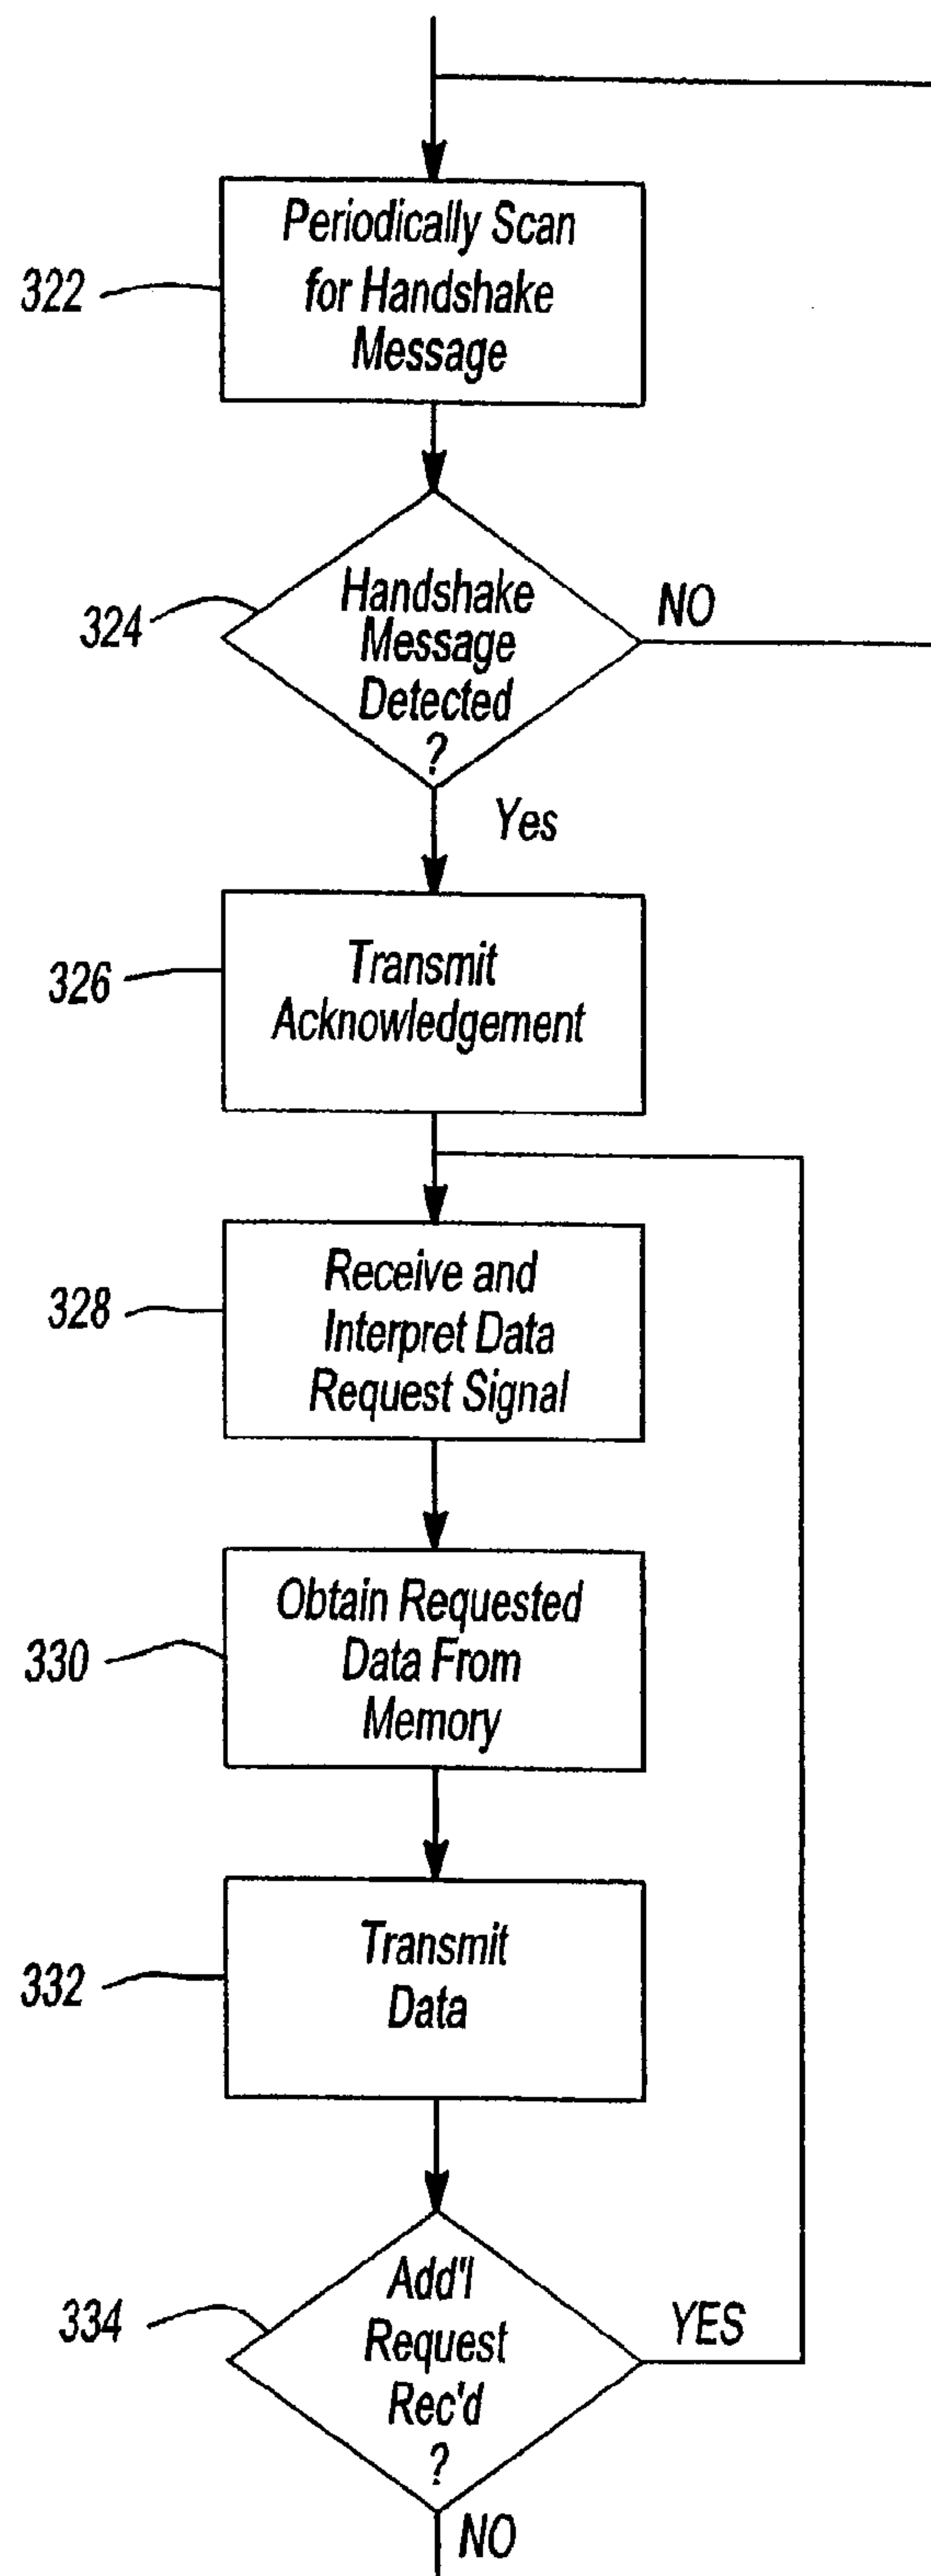 Periodically Scan
for Handshake
Message
322
Handshake
Message
Detected
?
324
NO
Yes
Transmit
Acknowledgement
326
Receive and
Interpret Data
Request Signal
328
Obtain Requested
Data From
Memory
330
Transmit
Data
332
Add'l
Request
Rec'd
?
334
YES
NO